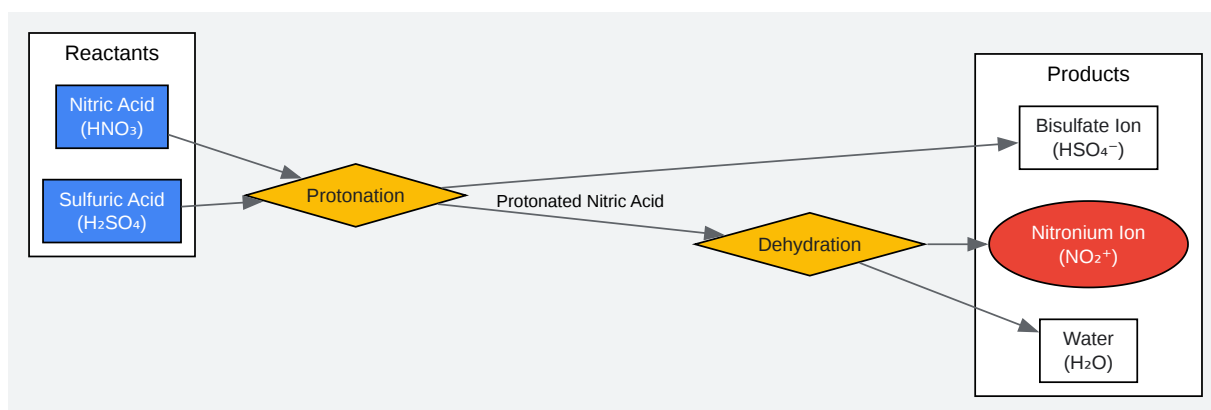 Reactants
Nitric Acid
(HNO₃)
Sulfuric Acid
(H₂SO₄)
Protonation
Protonated Nitric Acid
Dehydration
Products
Bisulfate Ion
(HSO₄⁻)
Nitronium Ion
(NO₂⁺)
Water
(H₂O)